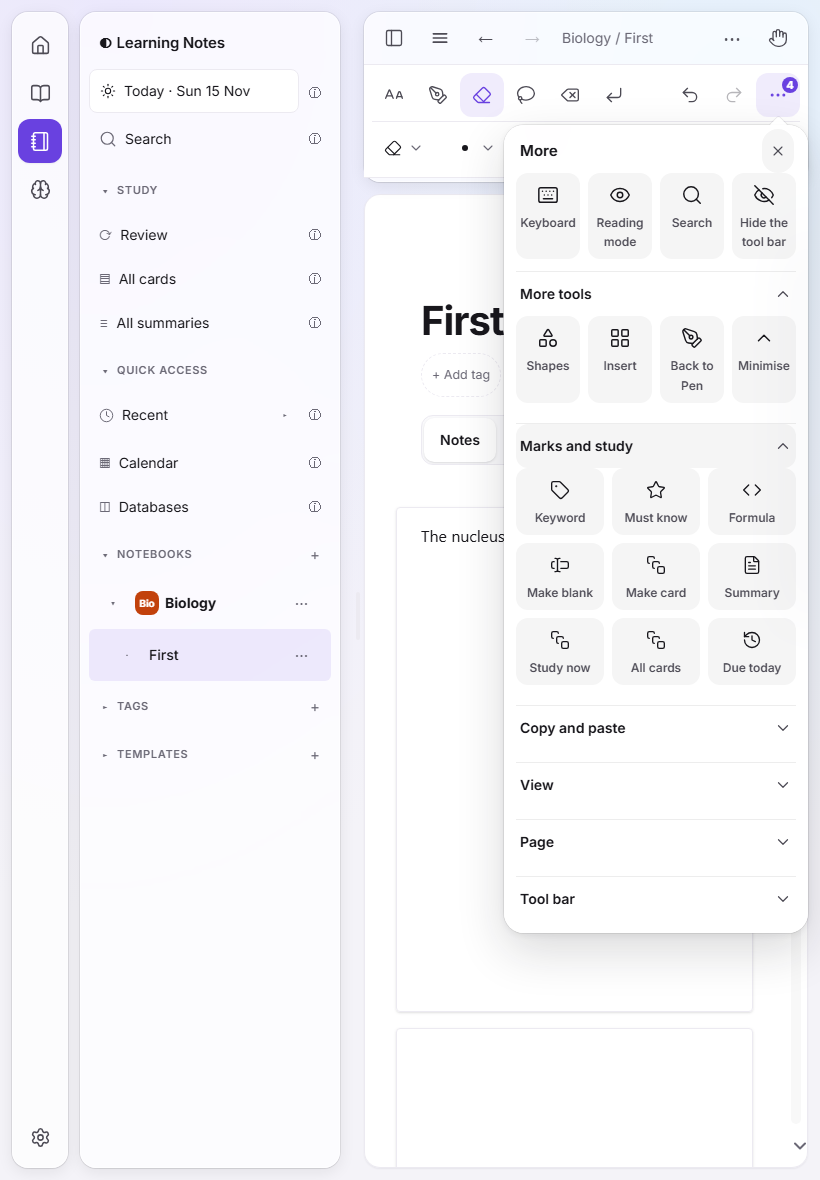 Learning Notes
Today · Sun 15 Nov
Search
STUDY
Review
All cards
All summaries
QUICK ACCESS
Recent
Calendar
Databases
NOTEBOOKS
Bio Biology
First
TAGS
TEMPLATES
Biology / First
AA
4
First
+ Add tag
Notes
The nucleus
More
Keyboard
Reading mode
Search
Hide the tool bar
More tools
Shapes
Insert
Back to Pen
Minimise
Marks and study
Keyword
Must know
Formula
Make blank
Make card
Summary
Study now
All cards
Due today
Copy and paste
View
Page
Tool bar